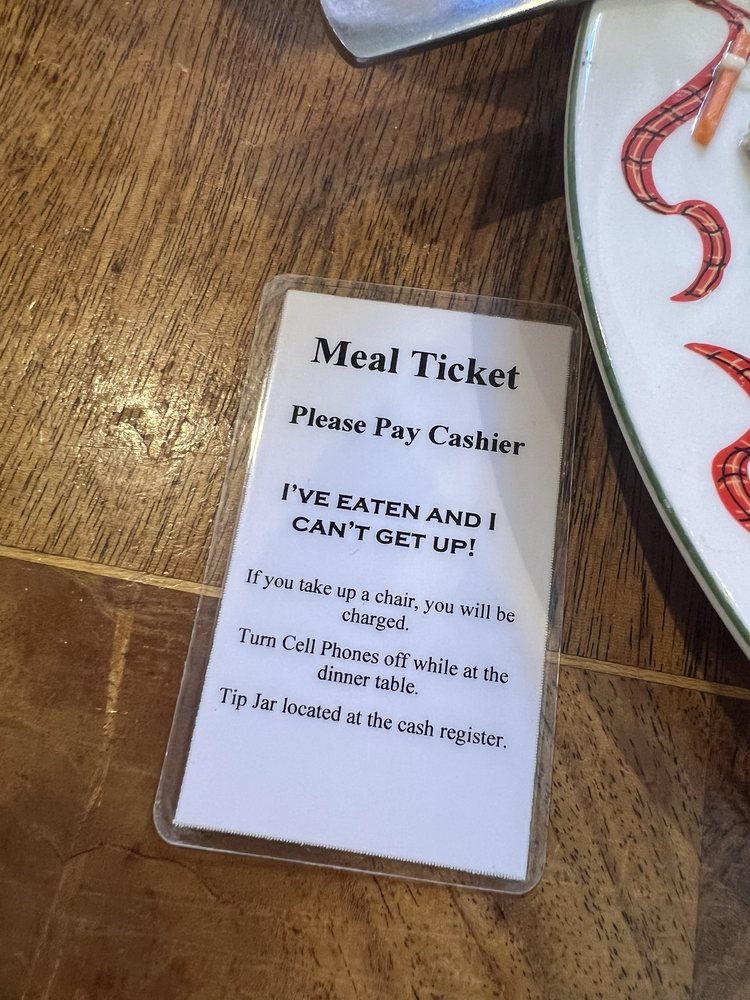 Meal Ticket
Please Pay Cashier
I'VE EATEN AND I
CAN'T GET UP!
If you take up a chair, you will be
charged.
Turn Cell Phones off while at the
dinner table.
Tip Jar located at the cash register.